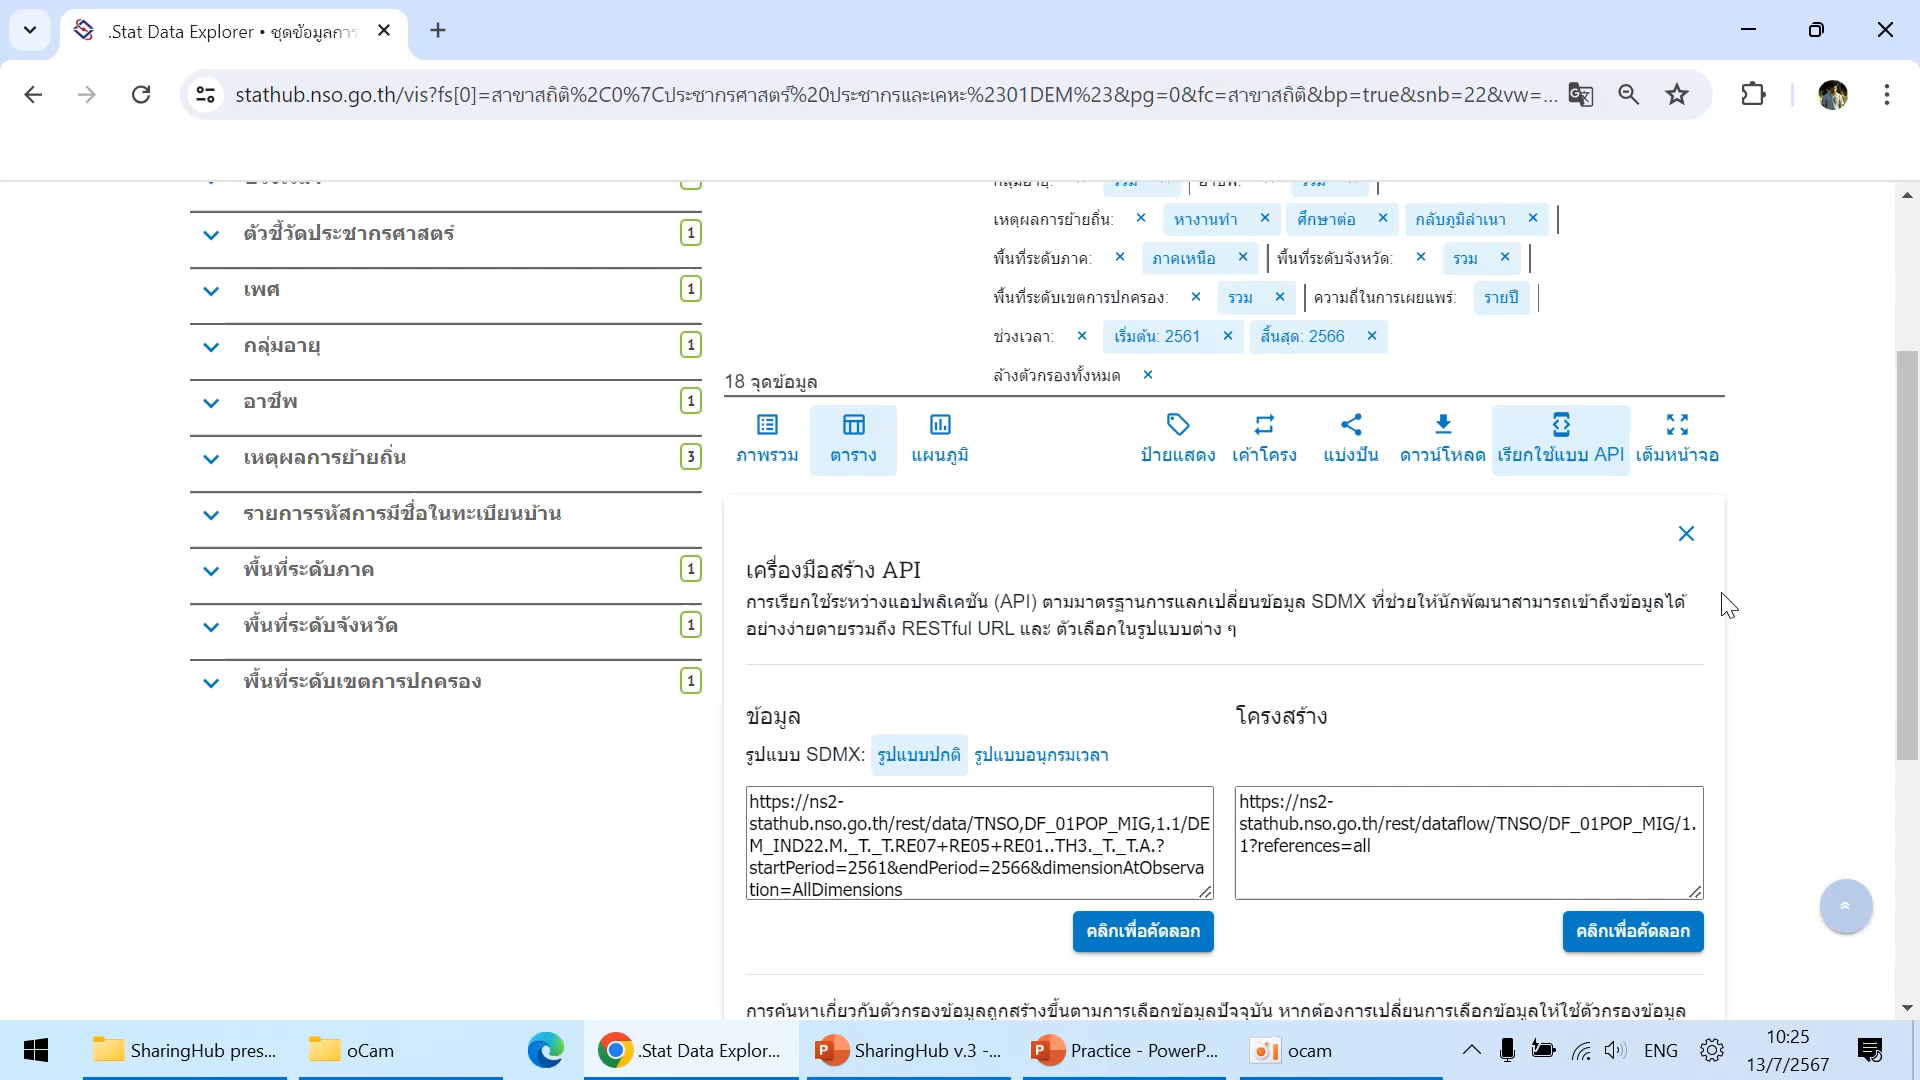 .Stat Data Explorer • ชุดข้อมูลการ
stathub.nso.go.th/vis?fs[0]=สาขาสถิติ%2C0%7Cประชากรศาสตร์%20ประชากรและเคหะ%2301DEM%23&pg=0&fc=สาขาสถิติ&bp=true&snb=22&vw=...
ตัวชี้วัดประชากรศาสตร์ 1
เพศ 1
กลุ่มอายุ 1
อาชีพ 1
เหตุผลการย้ายถิ่น 3
รายการรหัสการมีชื่อในทะเบียนบ้าน
พื้นที่ระดับภาค 1
พื้นที่ระดับจังหวัด 1
พื้นที่ระดับเขตการปกครอง 1
กลุ่มอายุ: รวม อาชีพ: รวม
เหตุผลการย้ายถิ่น: หางานทำ ศึกษาต่อ กลับภูมิลำเนา
พื้นที่ระดับภาค: ภาคเหนือ พื้นที่ระดับจังหวัด: รวม
พื้นที่ระดับเขตการปกครอง: รวม ความถี่ในการเผยแพร่: รายปี
ช่วงเวลา: เริ่มต้น: 2561 สิ้นสุด: 2566
ล้างตัวกรองทั้งหมด
18 จุดข้อมูล
ภาพรวม ตาราง แผนภูมิ ป้ายแสดง เค้าโครง แบ่งปัน ดาวน์โหลด เรียกใช้แบบ API เต็มหน้าจอ
เครื่องมือสร้าง API
การเรียกใช้ระหว่างแอปพลิเคชัน (API) ตามมาตรฐานการแลกเปลี่ยนข้อมูล SDMX ที่ช่วยให้นักพัฒนาสามารถเข้าถึงข้อมูลได้
อย่างง่ายดายรวมถึง RESTful URL และ ตัวเลือกในรูปแบบต่าง ๆ
ข้อมูล
รูปแบบ SDMX: รูปแบบปกติ รูปแบบอนุกรมเวลา
https://ns2-
stathub.nso.go.th/rest/data/TNSO,DF_01POP_MIG,1.1/DE
M_IND22.M._T._T.RE07+RE05+RE01..TH3._T._T.A.?
startPeriod=2561&endPeriod=2566&dimensionAtObserva
tion=AllDimensions
คลิกเพื่อคัดลอก
โครงสร้าง
https://ns2-
stathub.nso.go.th/rest/dataflow/TNSO/DF_01POP_MIG/1.
1?references=all
คลิกเพื่อคัดลอก
การค้นหาเกี่ยวกับตัวกรองข้อมูลถูกสร้างขึ้นตามการเลือกข้อมูลปัจจุบัน หากต้องการเปลี่ยนการเลือกข้อมูลให้ใช้ตัวกรองข้อมูล
SharingHub pres... oCam .Stat Data Explor... SharingHub v.3 -... Practice - PowerP... ocam ENG
10:25
13/7/2567